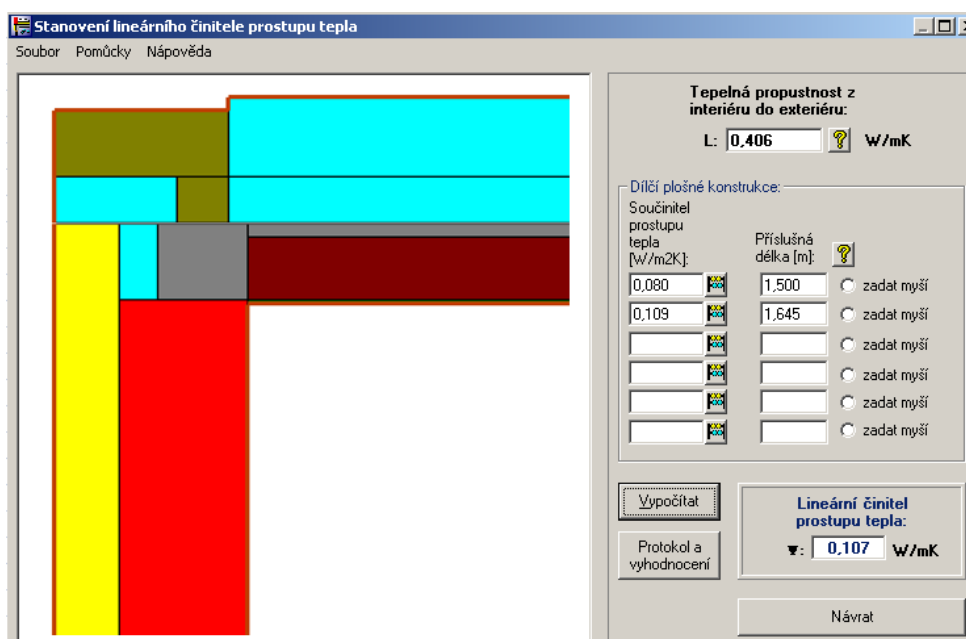 Stanovení lineárního činitele prostupu tepla
Soubor Pomůcky Nápověda
Tepelná propustnost z
interiéru do exteriéru:
L: 0,406 W/mK
Dílčí plošné konstrukce:
Součinitel
prostupu
tepla
[W/m2K]:
Příslušná
délka [m]:
0,080 1,500 zadat myší
0,109 1,645 zadat myší
zadat myší
zadat myší
zadat myší
zadat myší
Vypočítat
Protokol a
vyhodnocení
Lineární činitel
prostupu tepla:
Ψ: 0,107 W/mK
Návrat